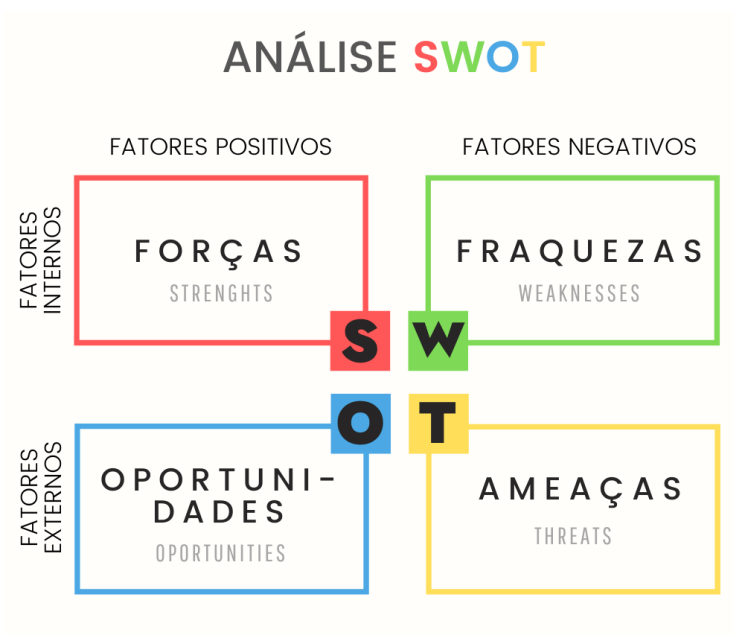 ANÁLISE SWOT
FATORES POSITIVOS
FATORES NEGATIVOS
FATORES
INTERNOS
FORÇAS
STRENGHTS
S
FRAQUEZAS
WEAKNESSES
W
FATORES
EXTERNOS
O
OPORTUNI-
DADES
OPORTUNITIES
T
AMEAÇAS
THREATS